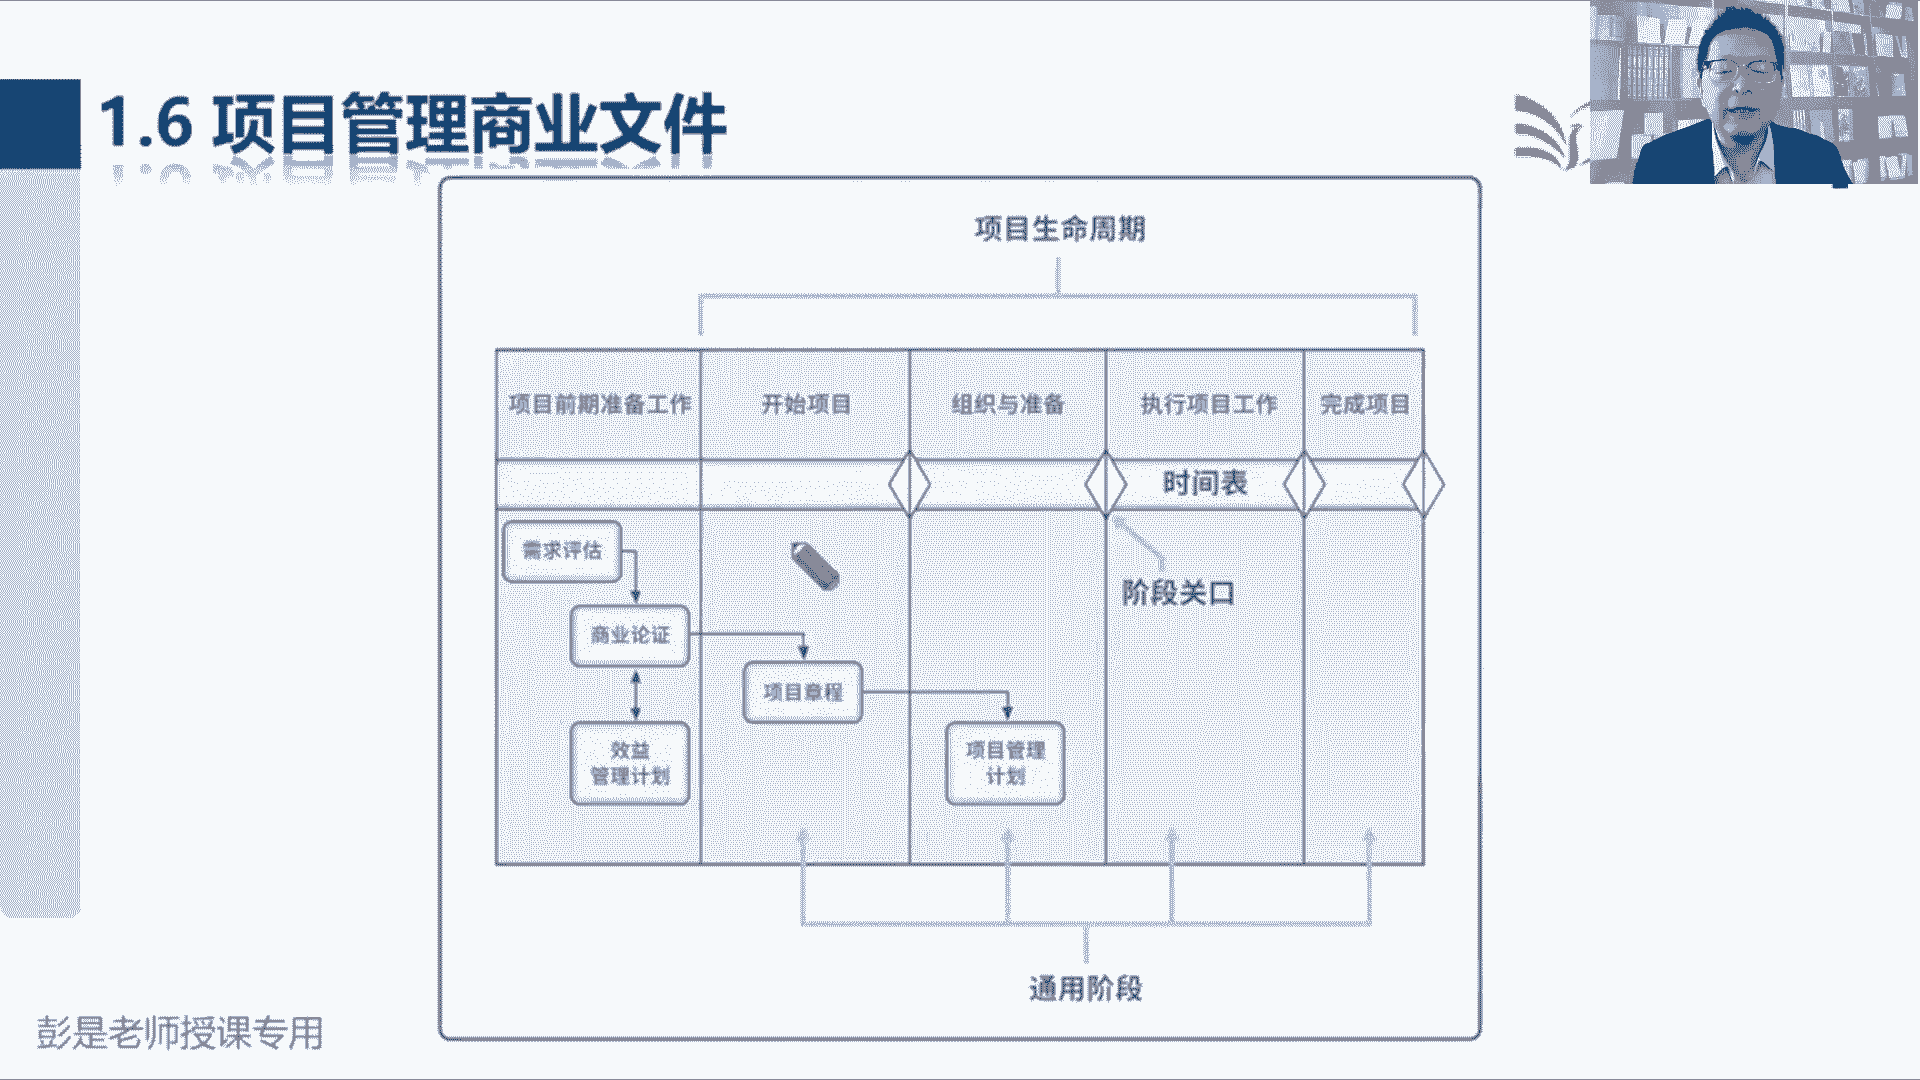 1.6 项目管理商业文件
项目生命周期
项目前期准备工作
开始项目
组织与准备
执行项目工作
完成项目
时间表
需求评估
阶段关口
商业论证
项目章程
效益
管理计划
项目管理
计划
通用阶段
彭是老师授课专用